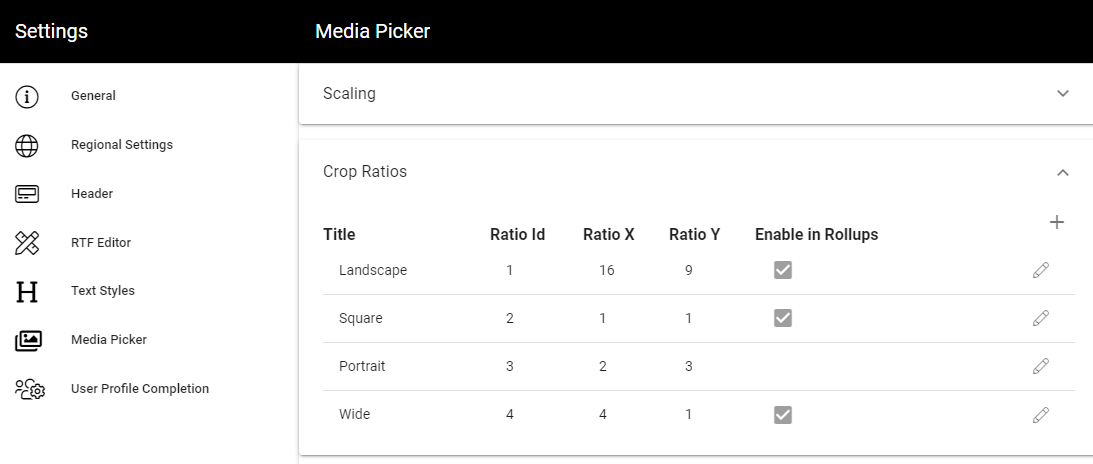 Settings
Media Picker
General
Regional Settings
Header
RTF Editor
Text Styles
Media Picker
User Profile Completion
Scaling
Crop Ratios
Title Ratio Id Ratio X Ratio Y Enable in Rollups
Landscape 1 16 9
Square 2 1 1
Portrait 3 2 3
Wide 4 4 1